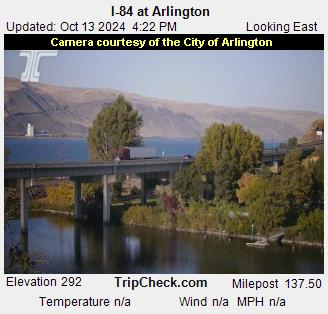 I-84 at Arlington
Updated: Oct 13 2024 4:22 PM Looking East
Camera courtesy of the City of Arlington
Elevation 292 TripCheck.com Milepost 137.50
Temperature n/a Wind n/a MPH n/a